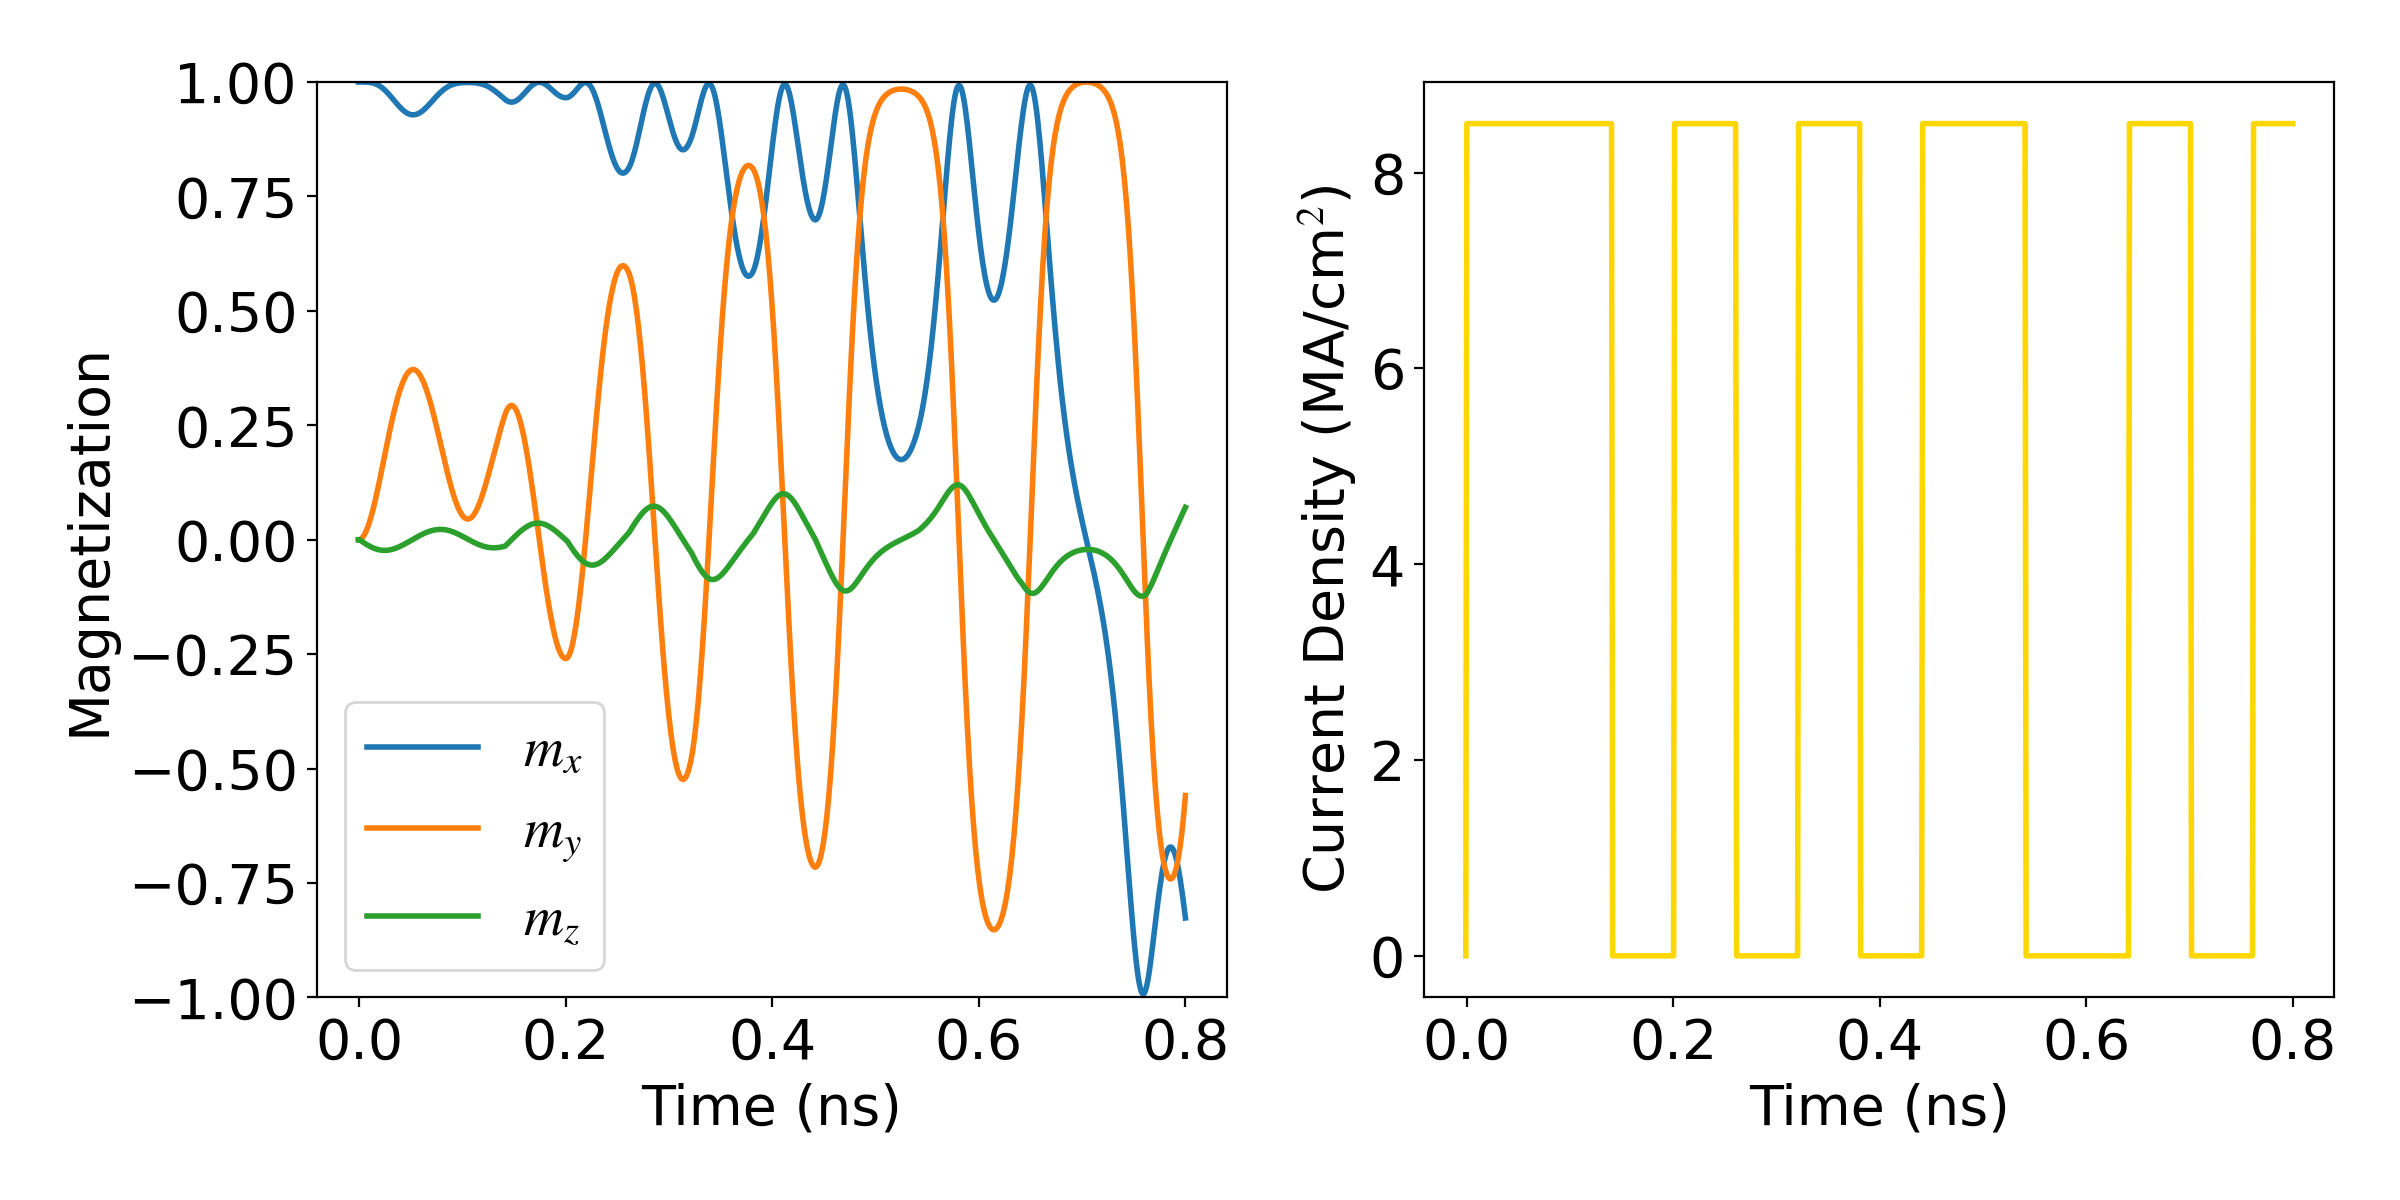 1.00
0.75
0.50
0.25
0.00
−0.25
−0.50
−0.75
−1.00
Magnetization
m_x
m_y
m_z
0.0 0.2 0.4 0.6 0.8
Time (ns)
8
6
4
2
0
Current Density (MA/cm²)
0.0 0.2 0.4 0.6 0.8
Time (ns)